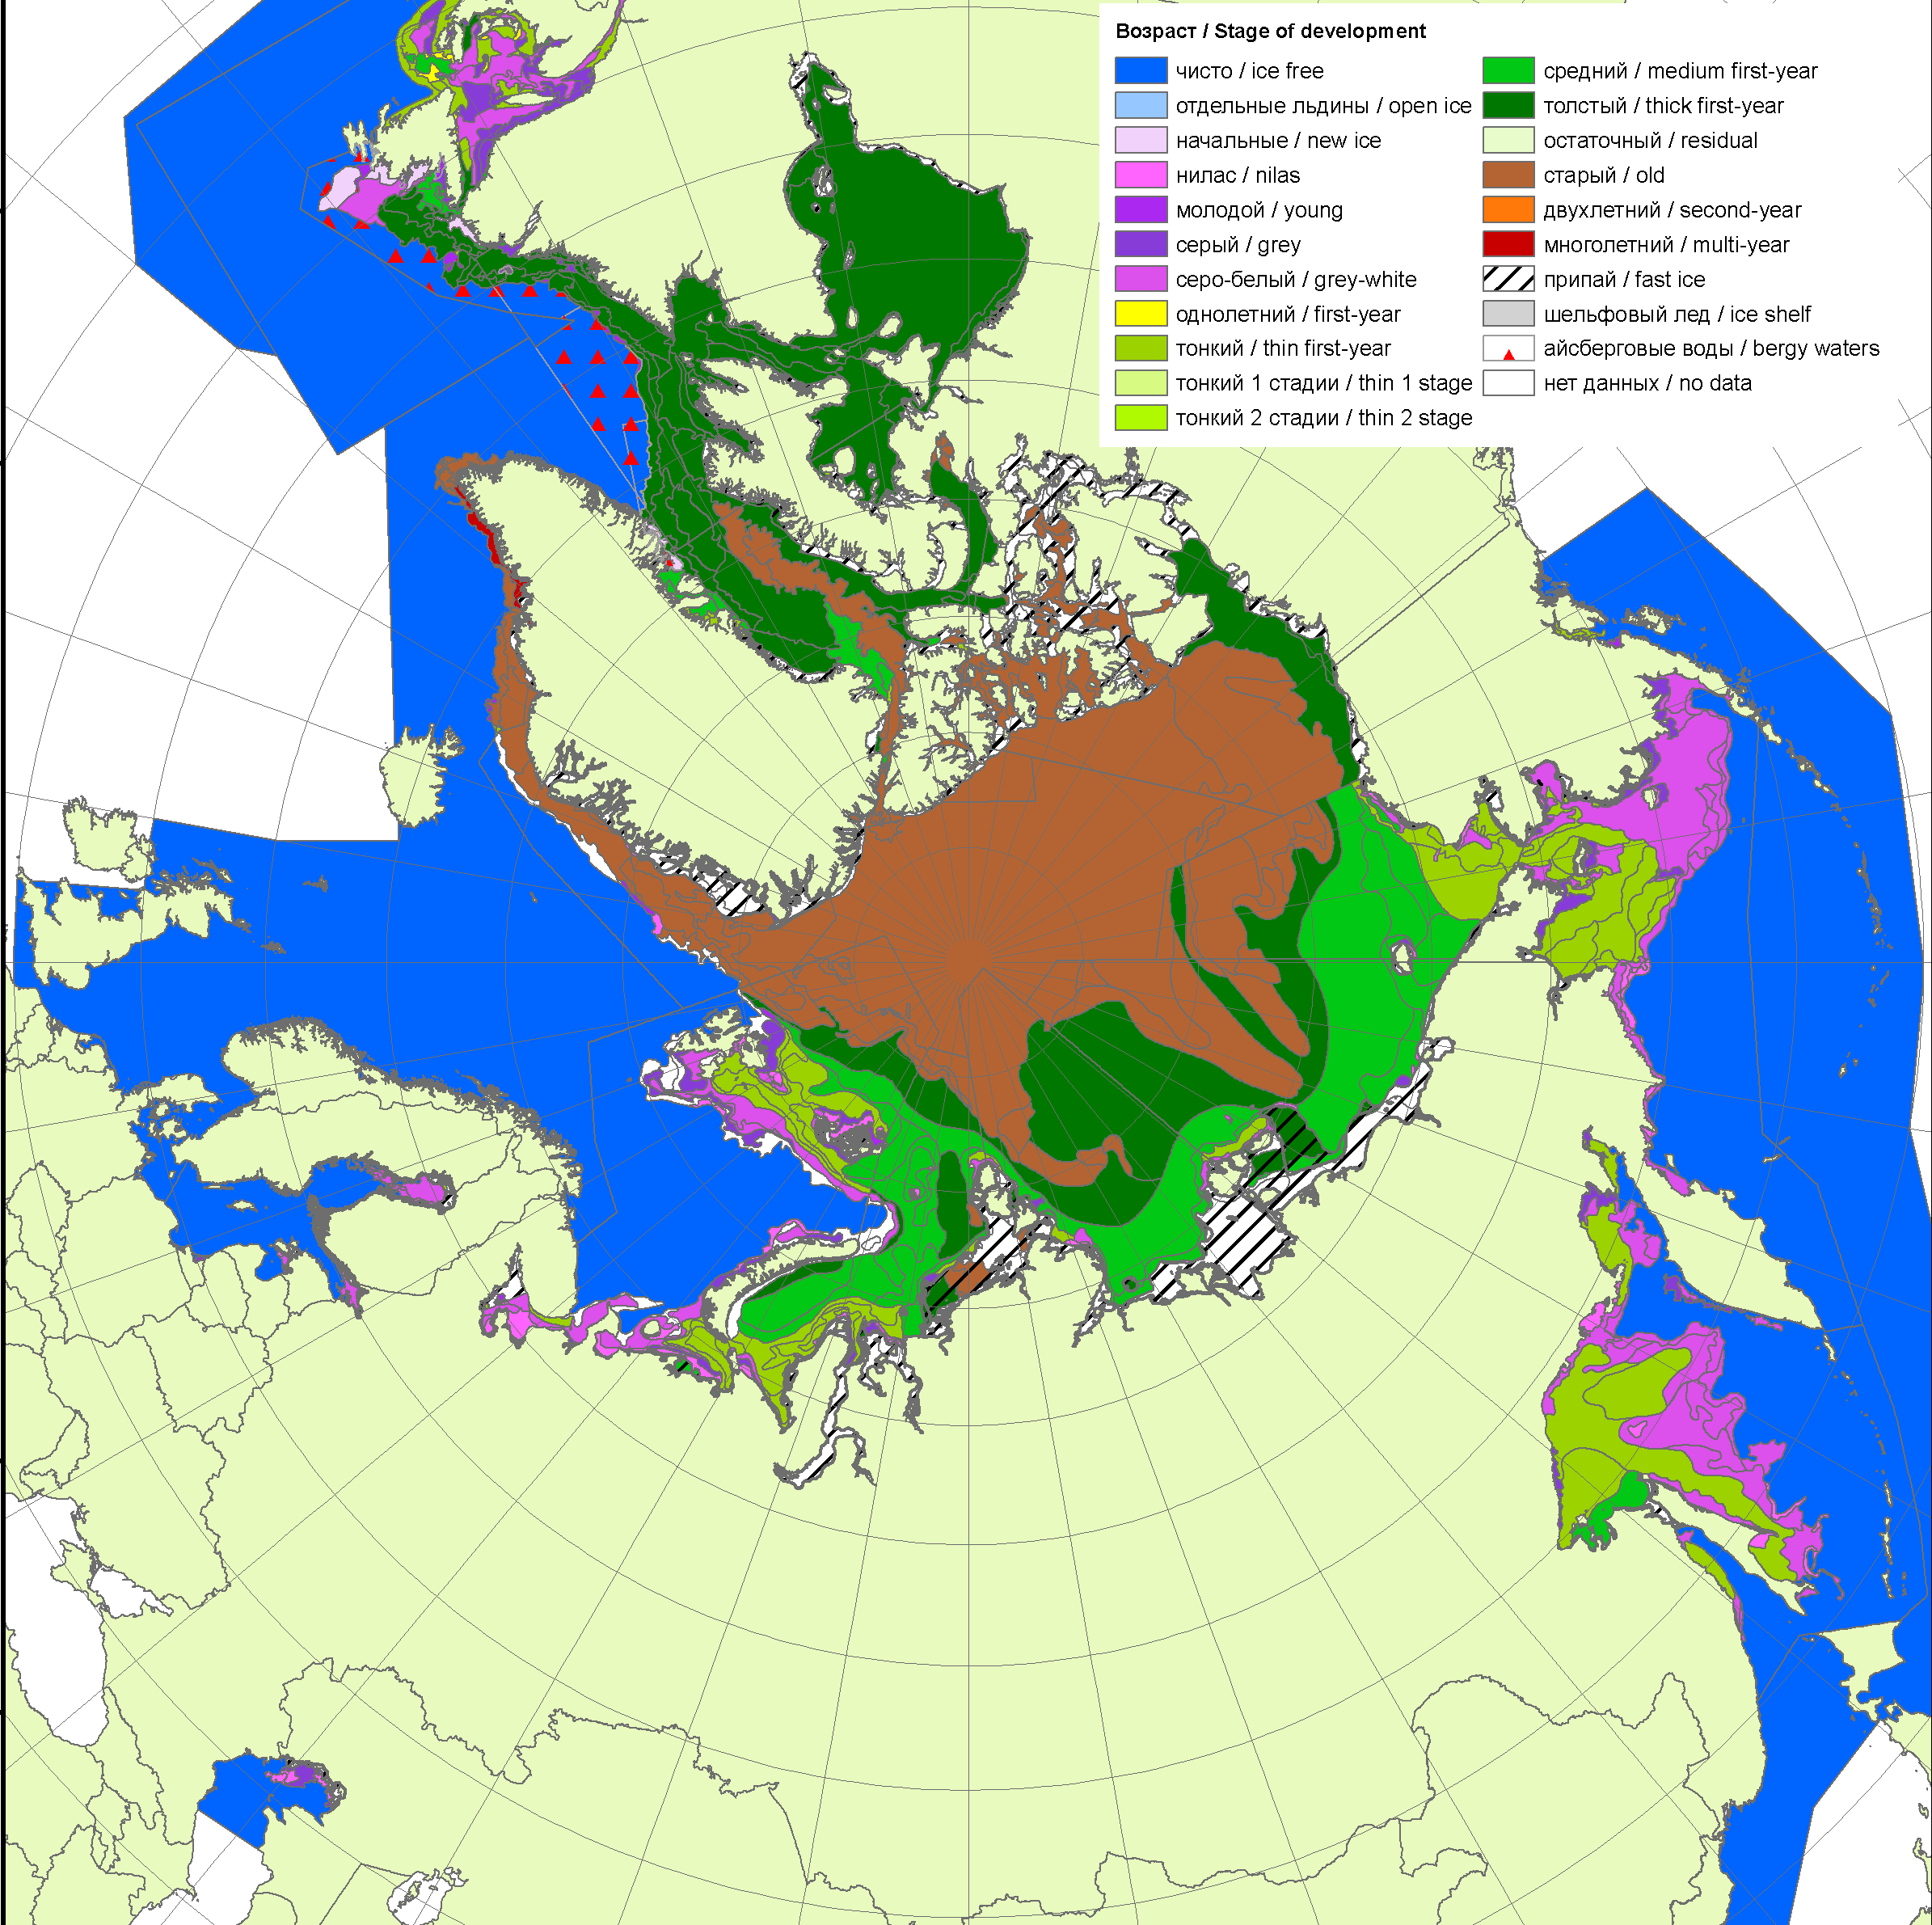 Возраст / Stage of development
чисто / ice free
отдельные льдины / open ice
начальные / new ice
нилас / nilas
молодой / young
серый / grey
серо-белый / grey-white
однолетний / first-year
тонкий / thin first-year
тонкий 1 стадии / thin 1 stage
тонкий 2 стадии / thin 2 stage
средний / medium first-year
толстый / thick first-year
остаточный / residual
старый / old
двухлетний / second-year
многолетний / multi-year
припай / fast ice
шельфовый лед / ice shelf
айсберговые воды / bergy waters
нет данных / no data